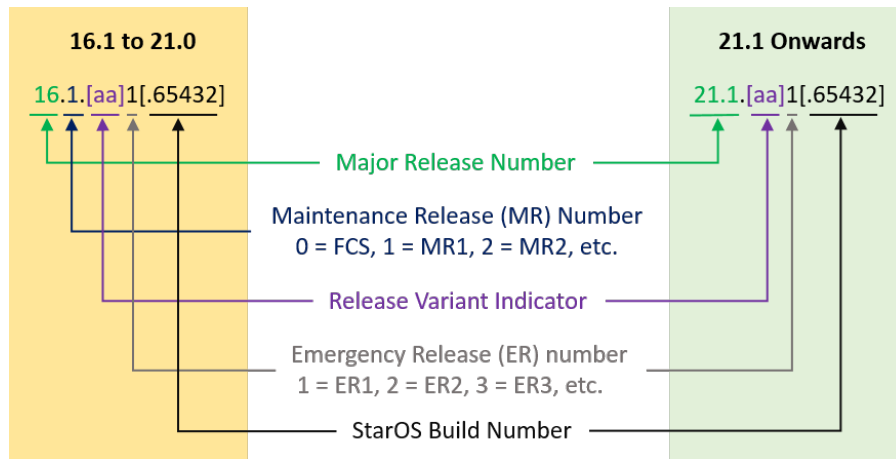 16.1 to 21.0
21.1 Onwards
16.1.[aa]1[.65432]
21.1.[aa]1[.65432]
Major Release Number
Maintenance Release (MR) Number
0 = FCS, 1 = MR1, 2 = MR2, etc.
Release Variant Indicator
Emergency Release (ER) number
1 = ER1, 2 = ER2, 3 = ER3, etc.
StarOS Build Number